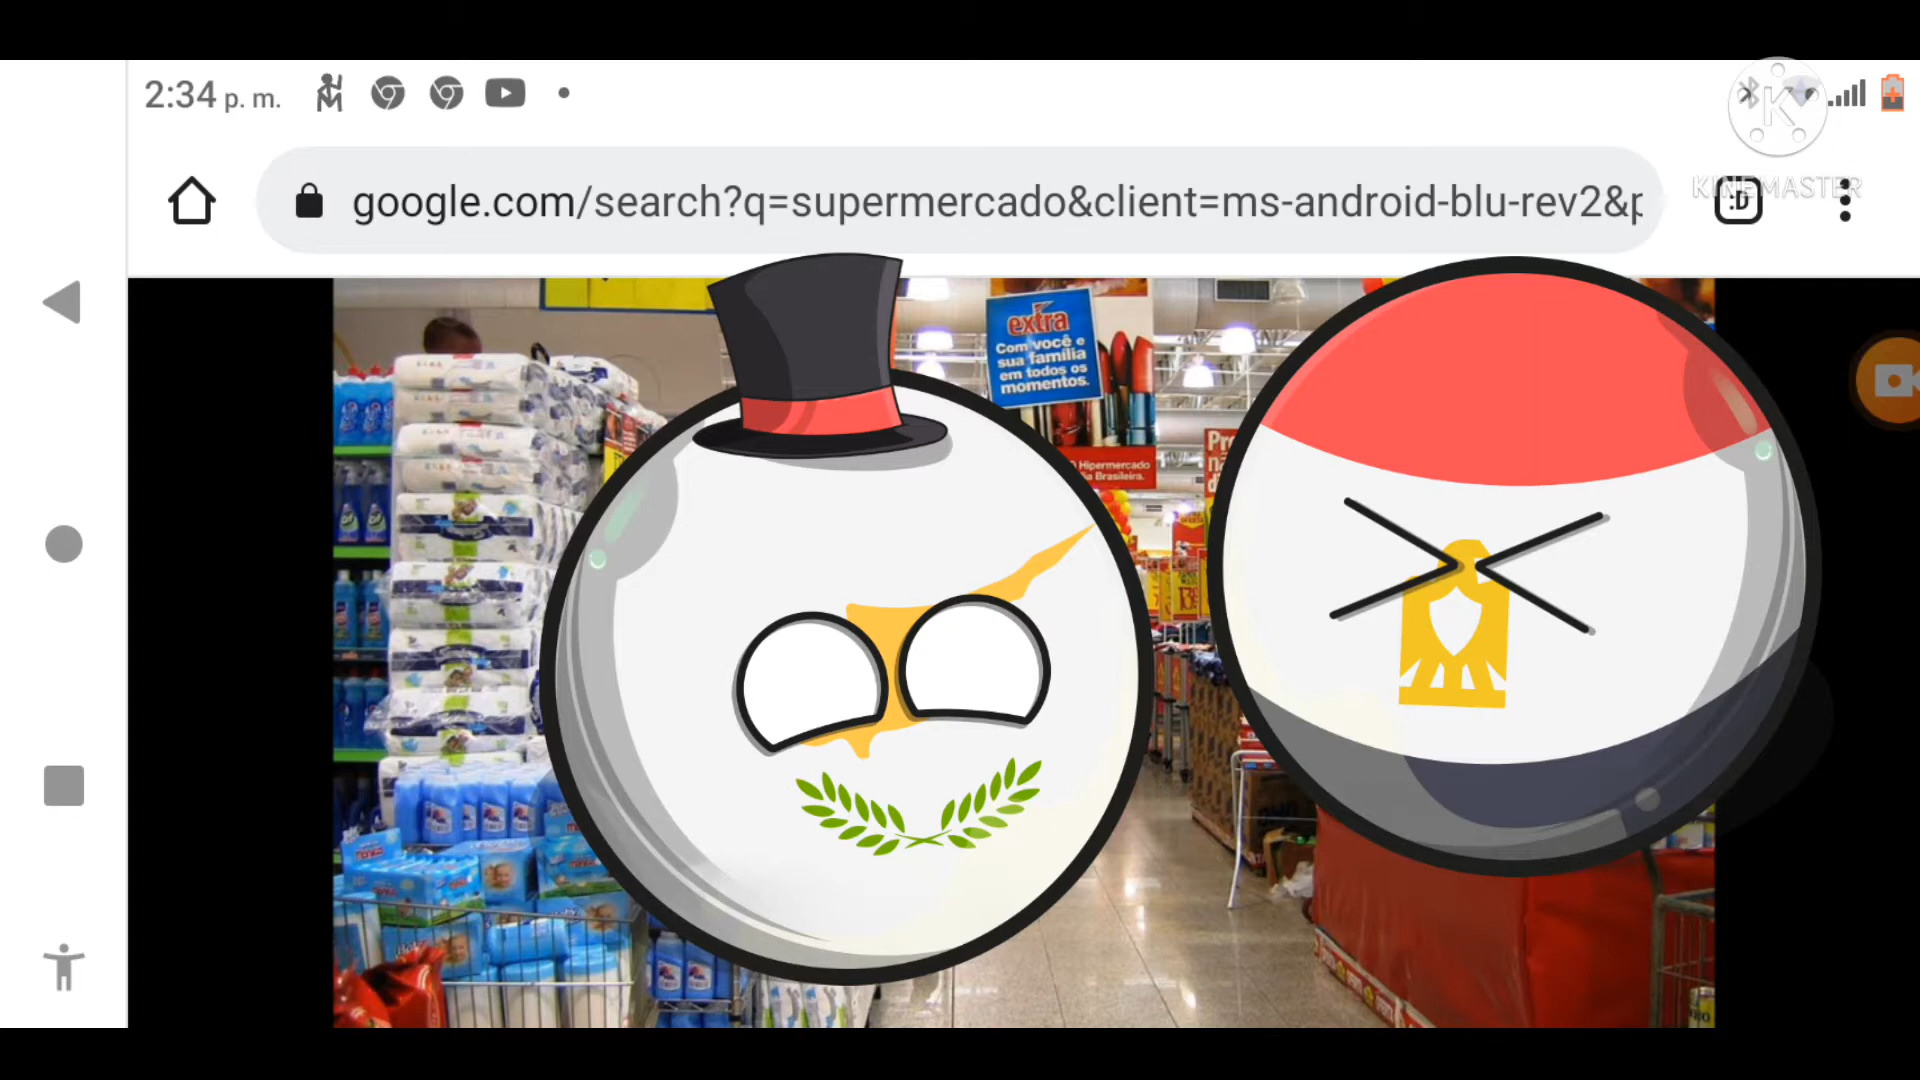 2:34 p. m.
google.com/search?q=supermercado&client=ms-android-blu-rev2&p
:D
K
KINEMASTER
extra
Com você e
sua família
em todos os
momentos.
Hipermercado
Brasileira.